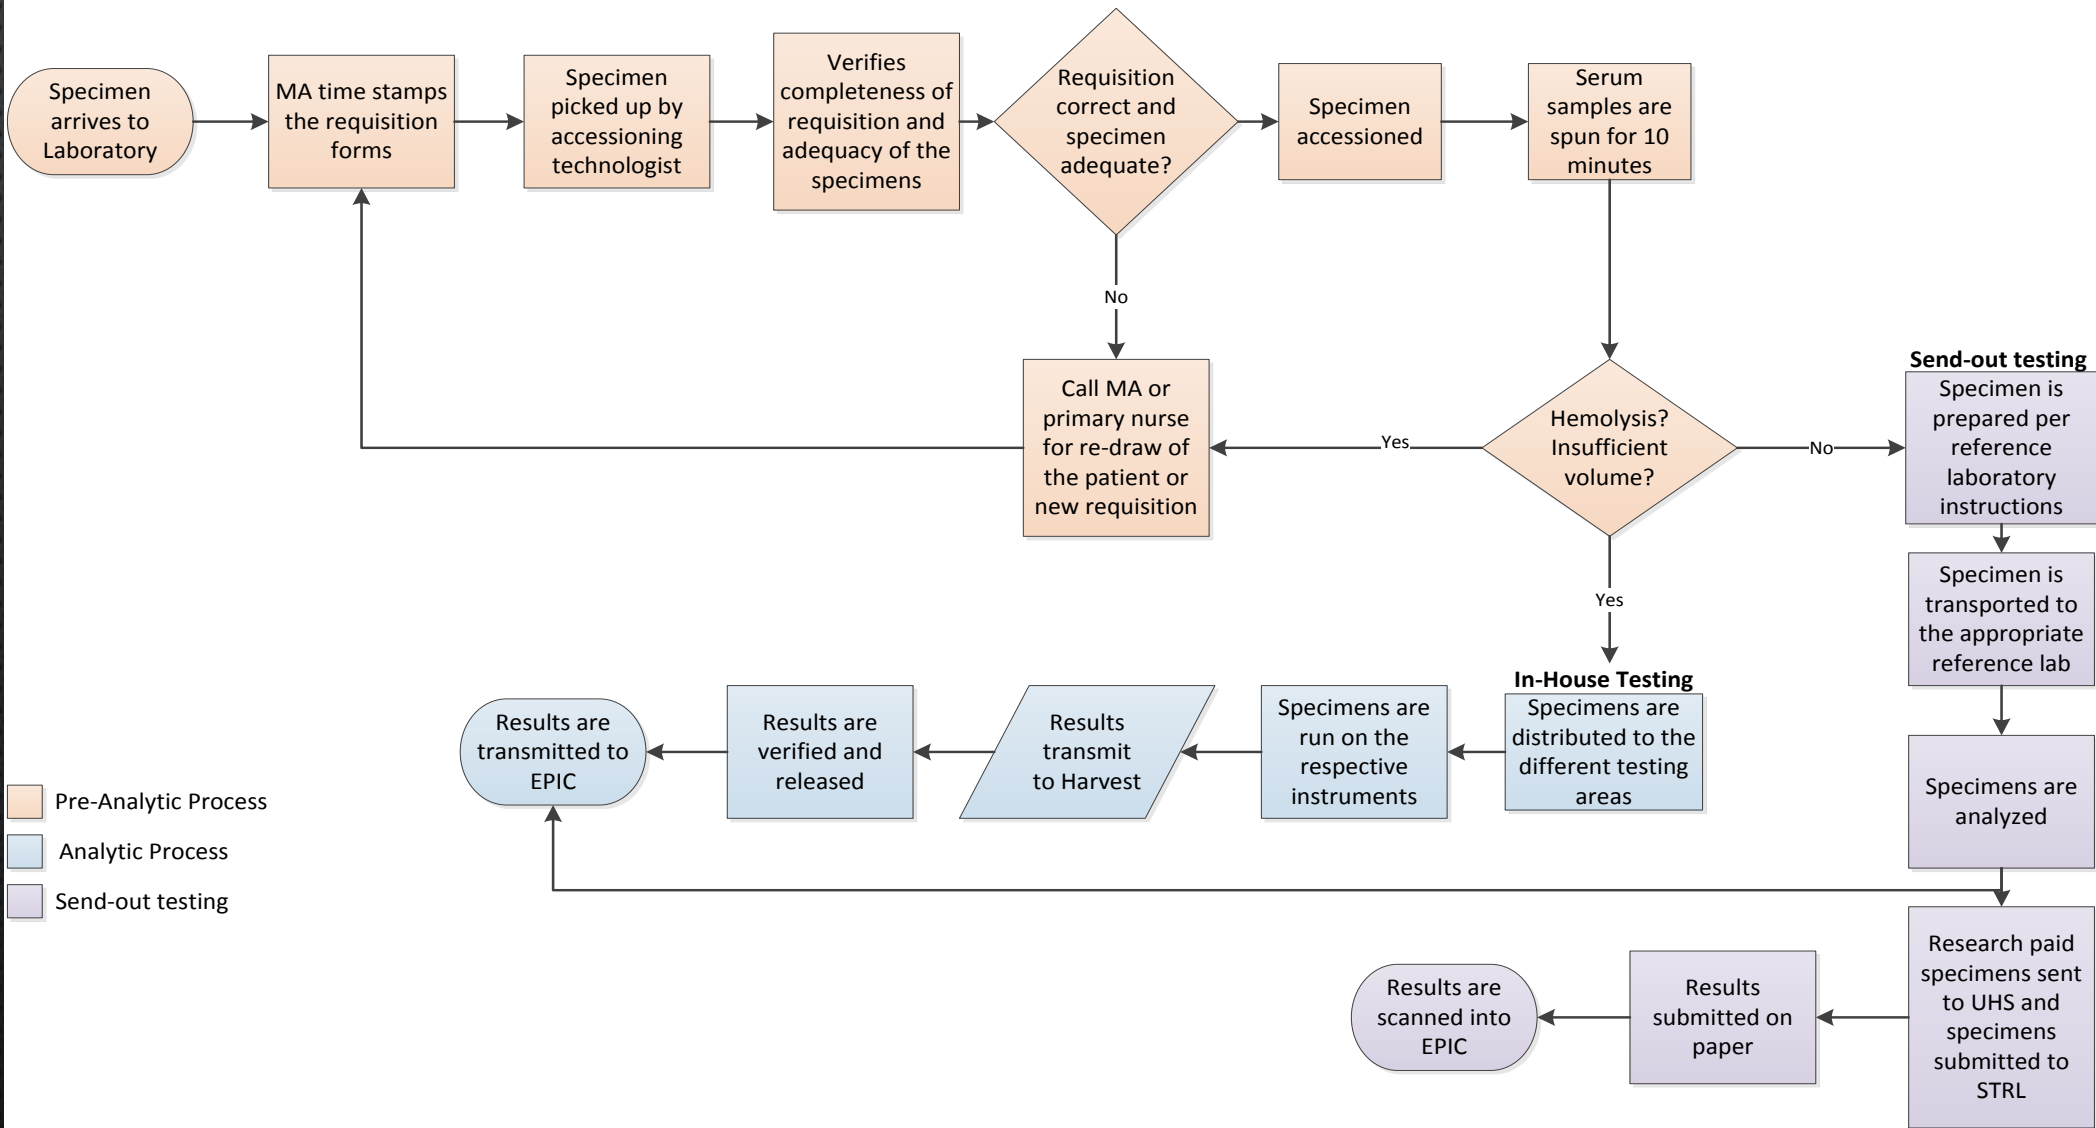 Specimen
arrives to
Laboratory
MA time stamps
the requisition
forms
Specimen
picked up by
accessioning
technologist
Verifies
completeness of
requisition and
adequacy of the
specimens
Requisition
correct and
specimen
adequate?
Specimen
accessioned
Serum
samples are
spun for 10
minutes
No
Call MA or
primary nurse
for re-draw of
the patient or
new requisition
Yes
Hemolysis?
Insufficient
volume?
No
Send-out testing
Specimen is
prepared per
reference
laboratory
instructions
Yes
Specimen is
transported to
the appropriate
reference lab
In-House Testing
Specimens are
distributed to the
different testing
areas
Specimens are
run on the
respective
instruments
Results
transmit
to Harvest
Results are
verified and
released
Results are
transmitted to
EPIC
Specimens are
analyzed
Pre-Analytic Process
Analytic Process
Send-out testing
Research paid
specimens sent
to UHS and
specimens
submitted to
STRL
Results
submitted on
paper
Results are
scanned into
EPIC